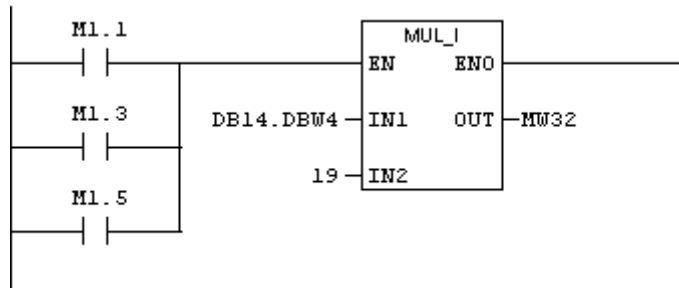 M1.1
MUL_I
EN ENO
M1.3
DB14.DBW4 IN1 OUT MW32
19 IN2
M1.5